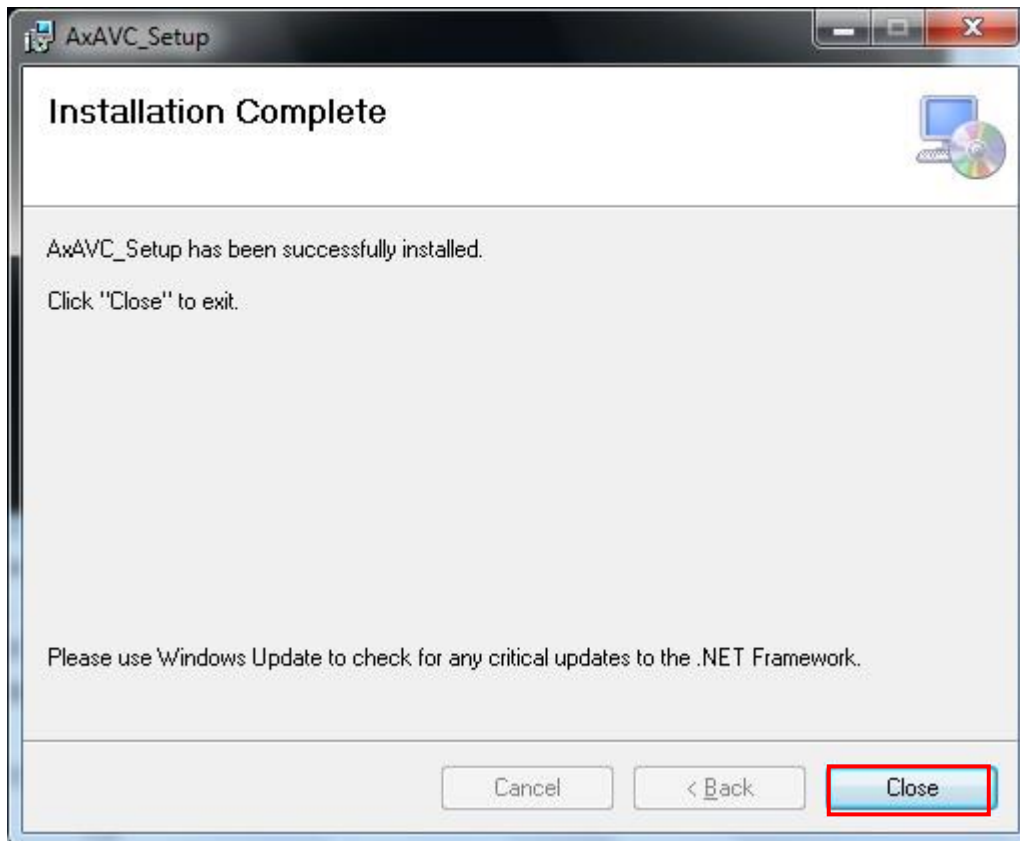 AxAVC_Setup
Installation Complete
AxAVC_Setup has been successfully installed.
Click "Close" to exit.
Please use Windows Update to check for any critical updates to the .NET Framework.
Cancel
< Back
Close